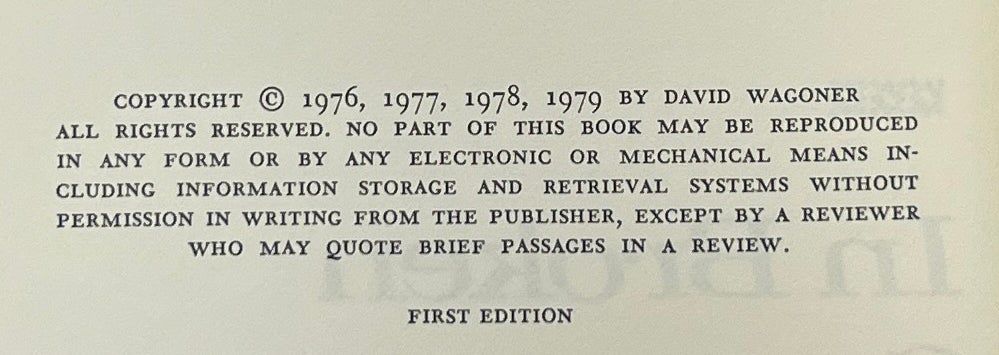 COPYRIGHT © 1976, 1977, 1978, 1979 BY DAVID WAGONER
ALL RIGHTS RESERVED. NO PART OF THIS BOOK MAY BE REPRODUCED
IN ANY FORM OR BY ANY ELECTRONIC OR MECHANICAL MEANS IN-
CLUDING INFORMATION STORAGE AND RETRIEVAL SYSTEMS WITHOUT
PERMISSION IN WRITING FROM THE PUBLISHER, EXCEPT BY A REVIEWER
WHO MAY QUOTE BRIEF PASSAGES IN A REVIEW.
In Broken
FIRST EDITION